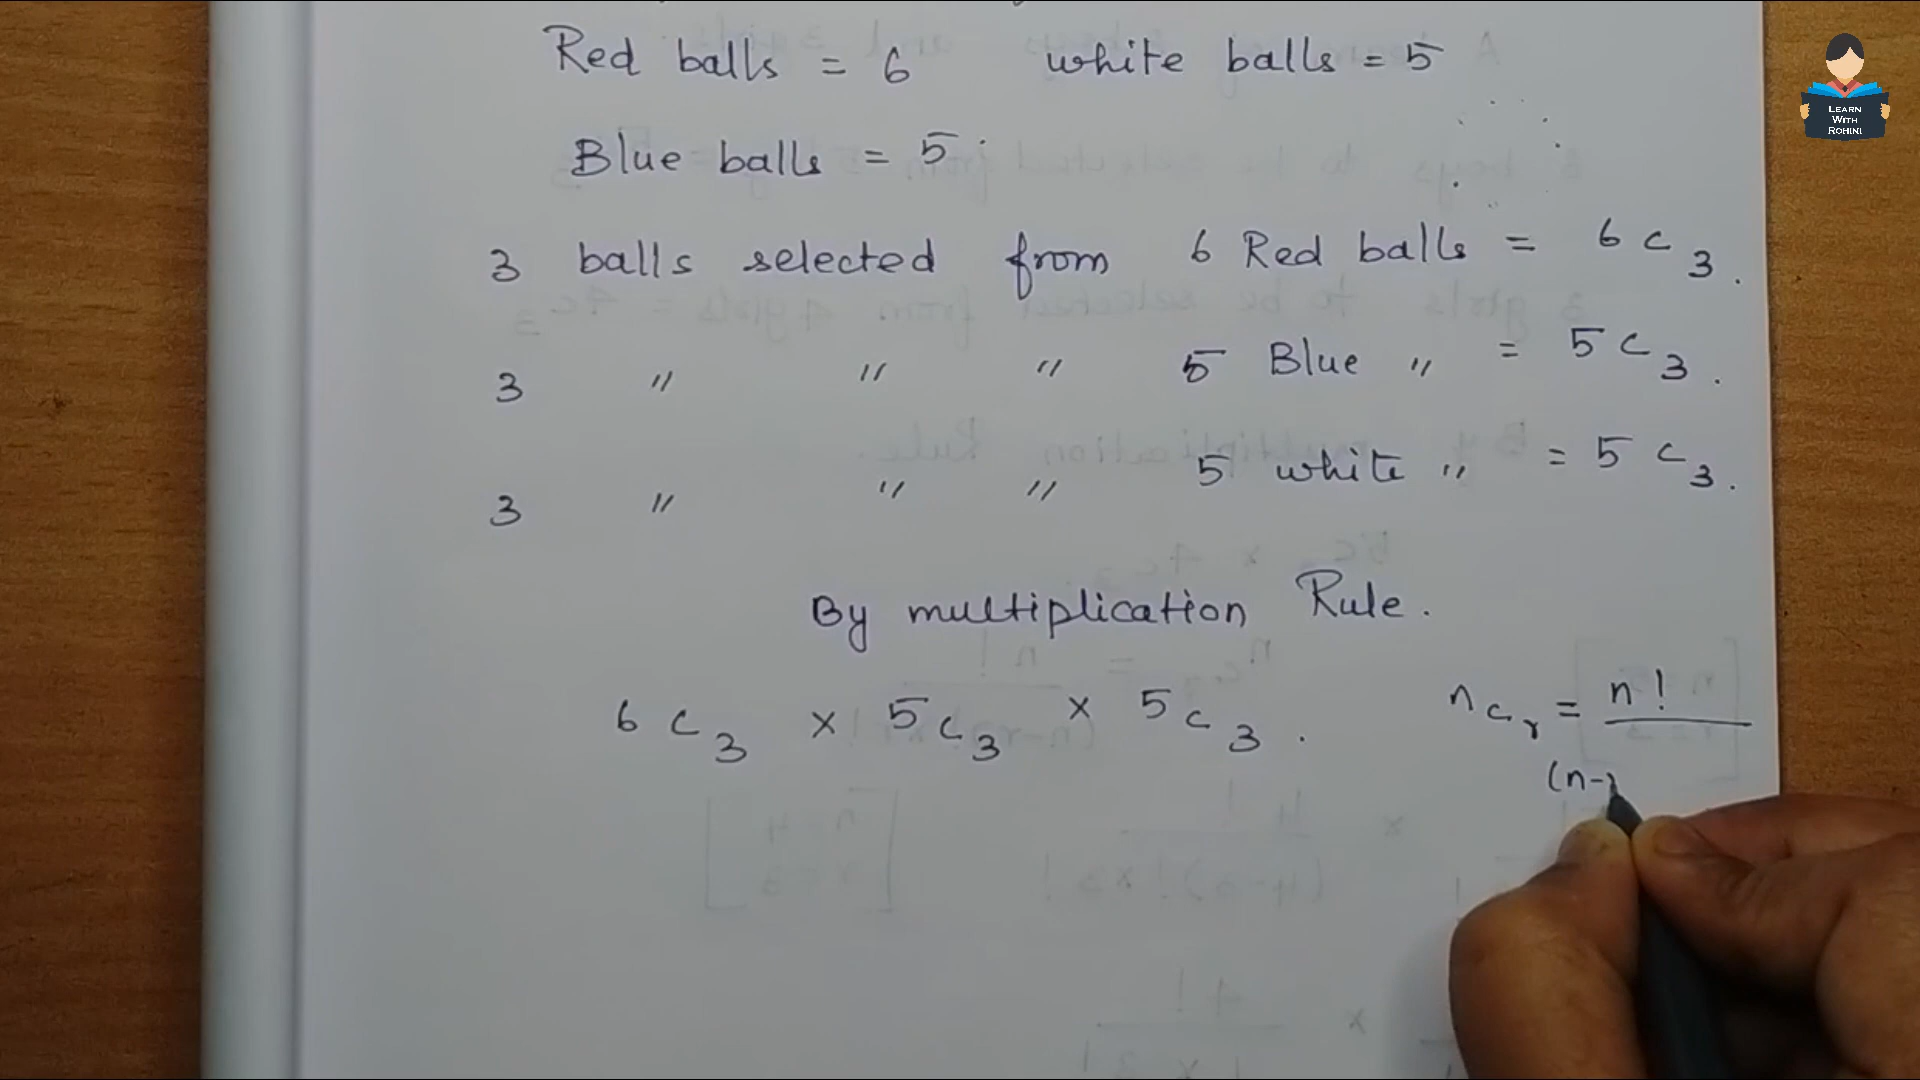 Red balls = 6 white balls = 5
Blue balls = 5
3 balls selected from 6 Red balls = 6C3.
3 " " " 5 Blue " = 5C3.
3 " " " 5 white " = 5C3.
By multiplication Rule.
6C3 × 5C3 × 5C3.
nCr = n!
(n-
LEARN
WITH
ROHINI